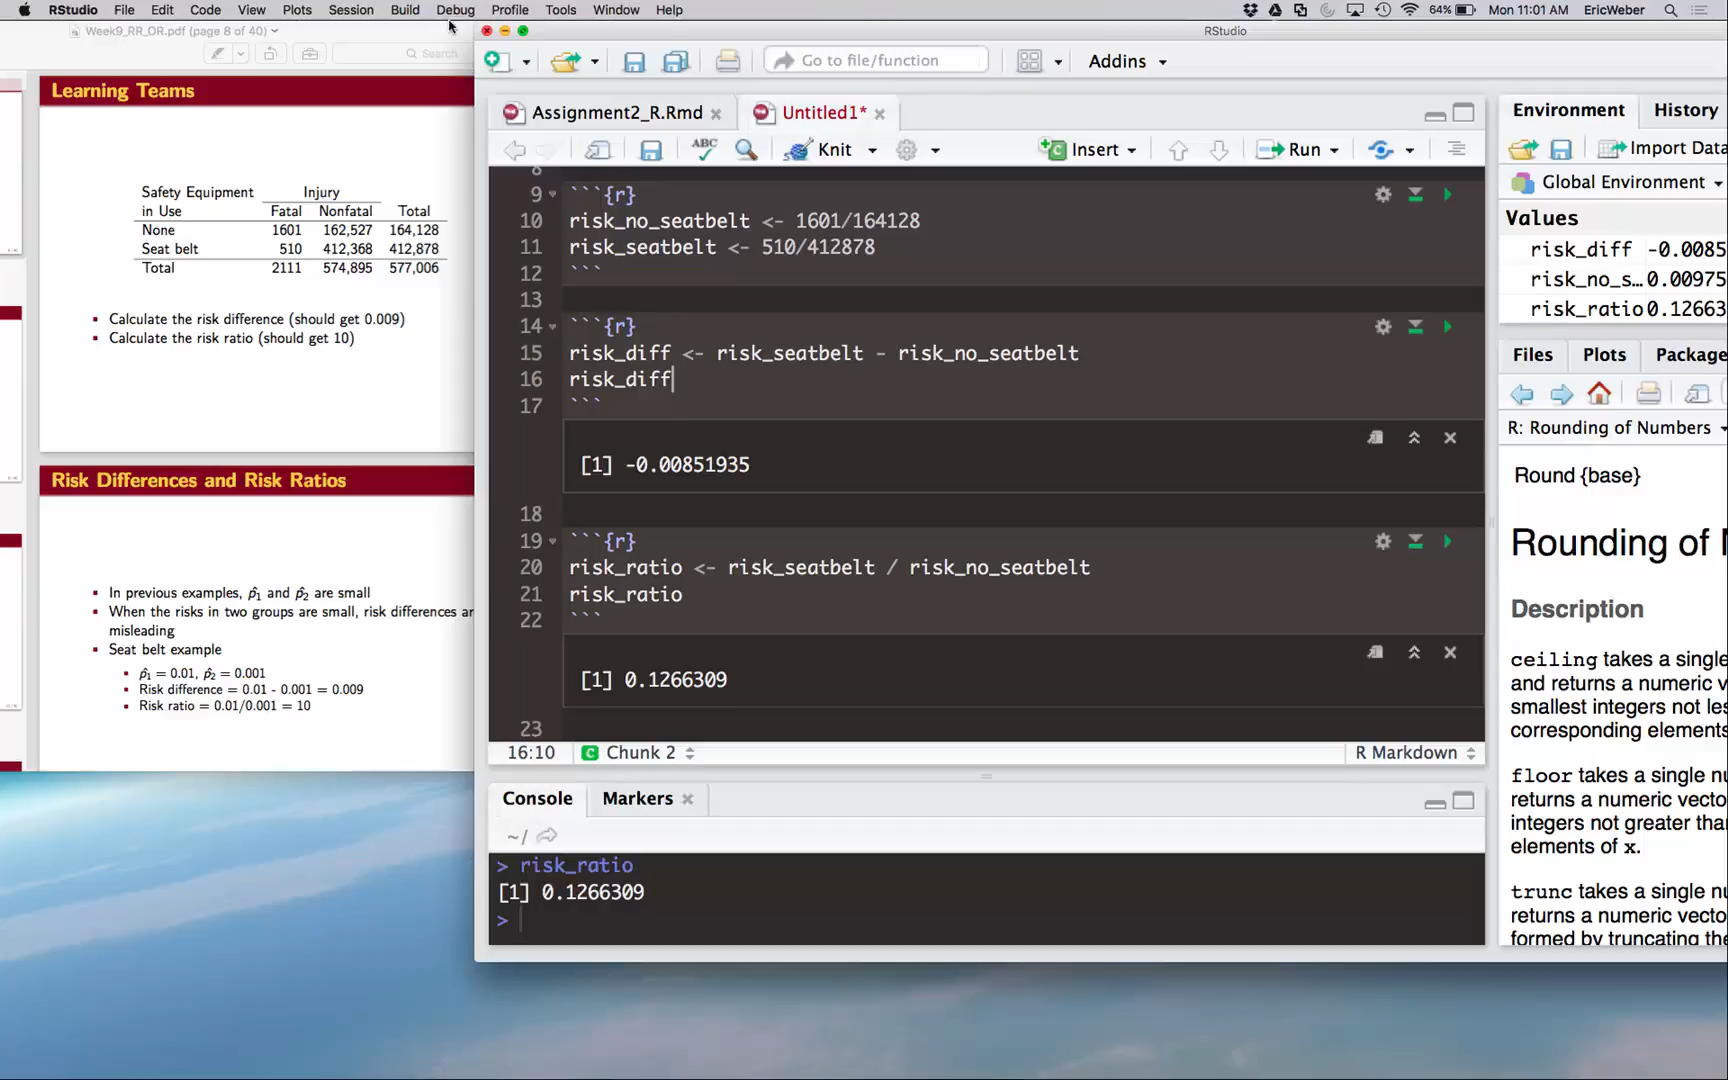 RStudio File Edit Code View Plots Session Build Debug Profile Tools Window Help 64% Mon 11:01 AM EricWeber
Week9_RR_OR.pdf (page 8 of 40)
Search
Learning Teams
Safety Equipment Injury
in Use Fatal Nonfatal Total
None 1601 162,527 164,128
Seat belt 510 412,368 412,878
Total 2111 574,895 577,006
Calculate the risk difference (should get 0.009)
Calculate the risk ratio (should get 10)
Risk Differences and Risk Ratios
In previous examples, p̂1 and p̂2 are small
When the risks in two groups are small, risk differences
misleading
Seat belt example
p̂1 = 0.01, p̂2 = 0.001
Risk difference = 0.01 - 0.001 = 0.009
Risk ratio = 0.01/0.001 = 10
RStudio
Go to file/function Addins
Assignment2_R.Rmd Untitled1*
ABC Knit Insert Run
8
9 ```{r}
10 risk_no_seatbelt <- 1601/164128
11 risk_seatbelt <- 510/412878
12 ```
13
14 ```{r}
15 risk_diff <- risk_seatbelt - risk_no_seatbelt
16 risk_diff
17 ```
[1] -0.00851935
18
19 ```{r}
20 risk_ratio <- risk_seatbelt / risk_no_seatbelt
21 risk_ratio
22 ```
[1] 0.1266309
23
16:10 C Chunk 2 R Markdown
Console Markers
~/
> risk_ratio
[1] 0.1266309
>
Environment History
Import Data
Global Environment
Values
risk_diff -0.0085
risk_no_s… 0.00975
risk_ratio 0.12663
Files Plots Package
R: Rounding of Numbers
Round {base}
Rounding of
Description
ceiling takes a single
and returns a numeric
smallest integers not
corresponding elements
floor takes a single
returns a numeric
integers not greater
elements of x.
trunc takes a single
returns a numeric
formed by truncating